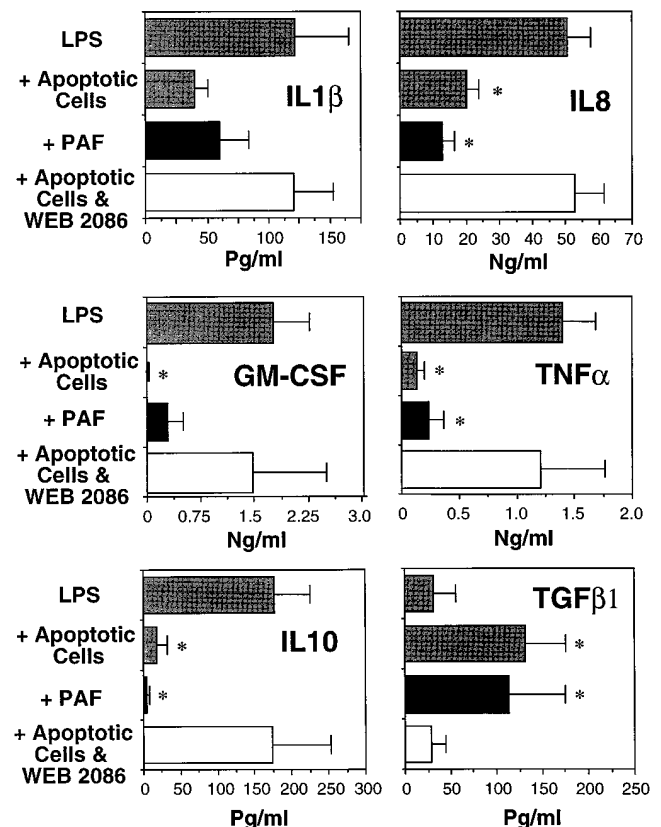 LPS
+ Apoptotic
Cells
+ PAF
+ Apoptotic
Cells &
WEB 2086
IL1β
0 50 100 150
Pg/ml
IL8
*
*
0 10 20 30 40 50 60 70
Ng/ml
LPS
+ Apoptotic
Cells
+ PAF
+ Apoptotic
Cells &
WEB 2086
GM-CSF
*
0 0.75 1.50 2.25 3.0
Ng/ml
TNFα
*
*
0 0.5 1.0 1.5 2.0
Ng/ml
LPS
+ Apoptotic
Cells
+ PAF
+ Apoptotic
Cells &
WEB 2086
IL10
*
*
0 50 100 150 200 250 300
Pg/ml
TGFβ1
*
*
0 50 100 150 200 250
Pg/ml